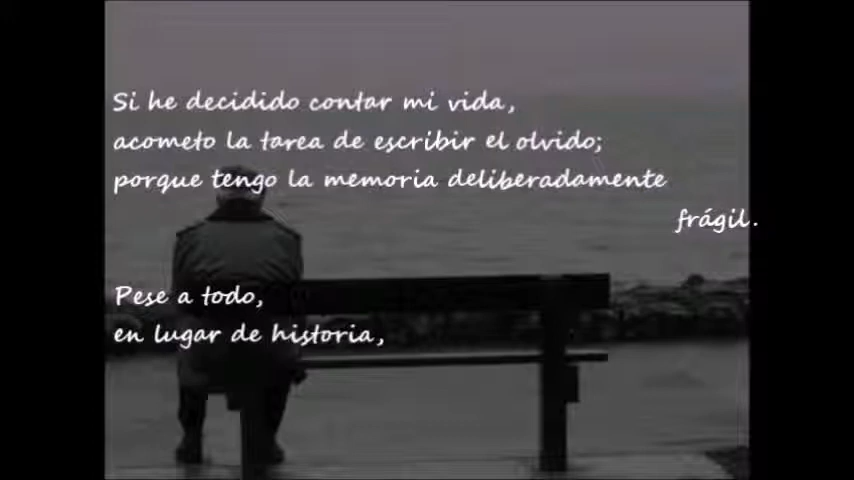 Si he decidido contar mi vida,
acometo la tarea de escribir el olvido;
porque tengo la memoria deliberadamente
frágil.
Pese a todo,
en lugar de historia,